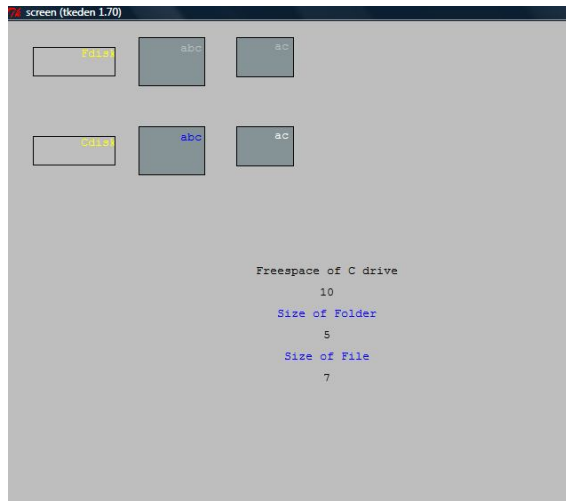 screen (tkeden 1.70)
Fdisk abc ac
Cdisk abc ac
Freespace of C drive
10
Size of Folder
5
Size of File
7